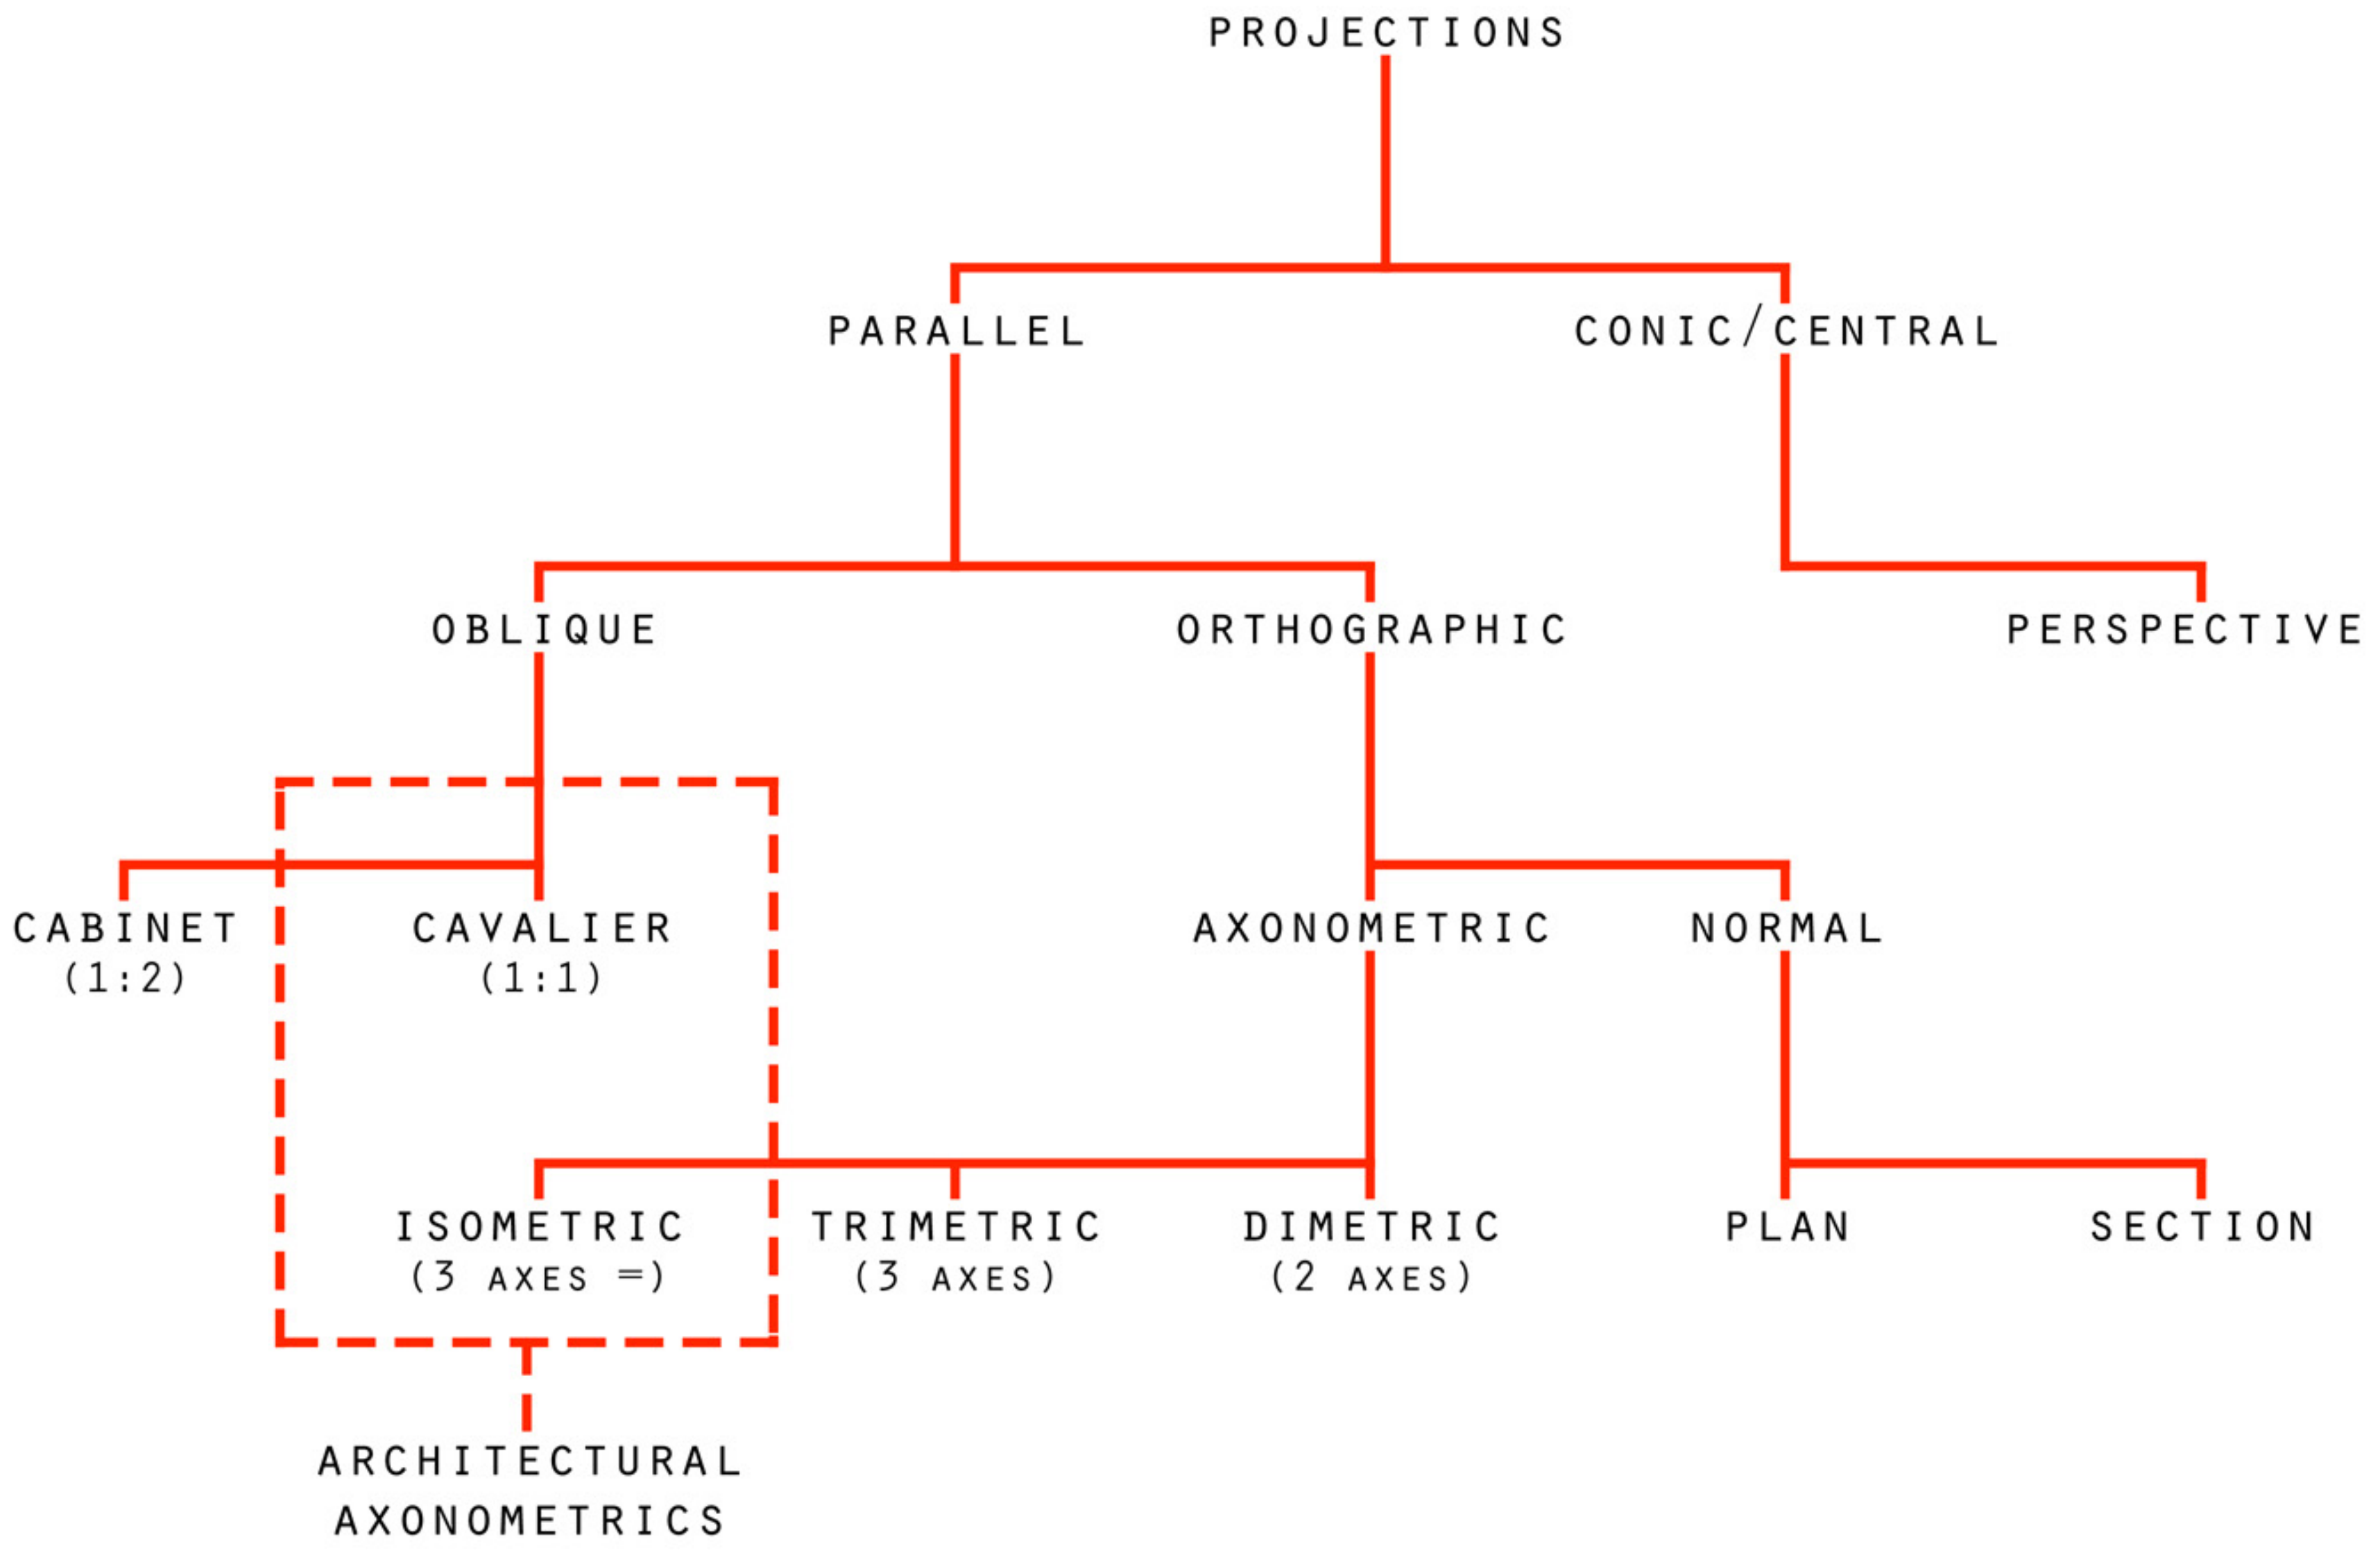 PROJECTIONS
PARALLEL
CONIC/CENTRAL
OBLIQUE
ORTHOGRAPHIC
PERSPECTIVE
CABINET
(1:2)
CAVALIER
(1:1)
AXONOMETRIC
NORMAL
ISOMETRIC
(3 AXES =)
TRIMETRIC
(3 AXES)
DIMETRIC
(2 AXES)
PLAN
SECTION
ARCHITECTURAL
AXONOMETRICS